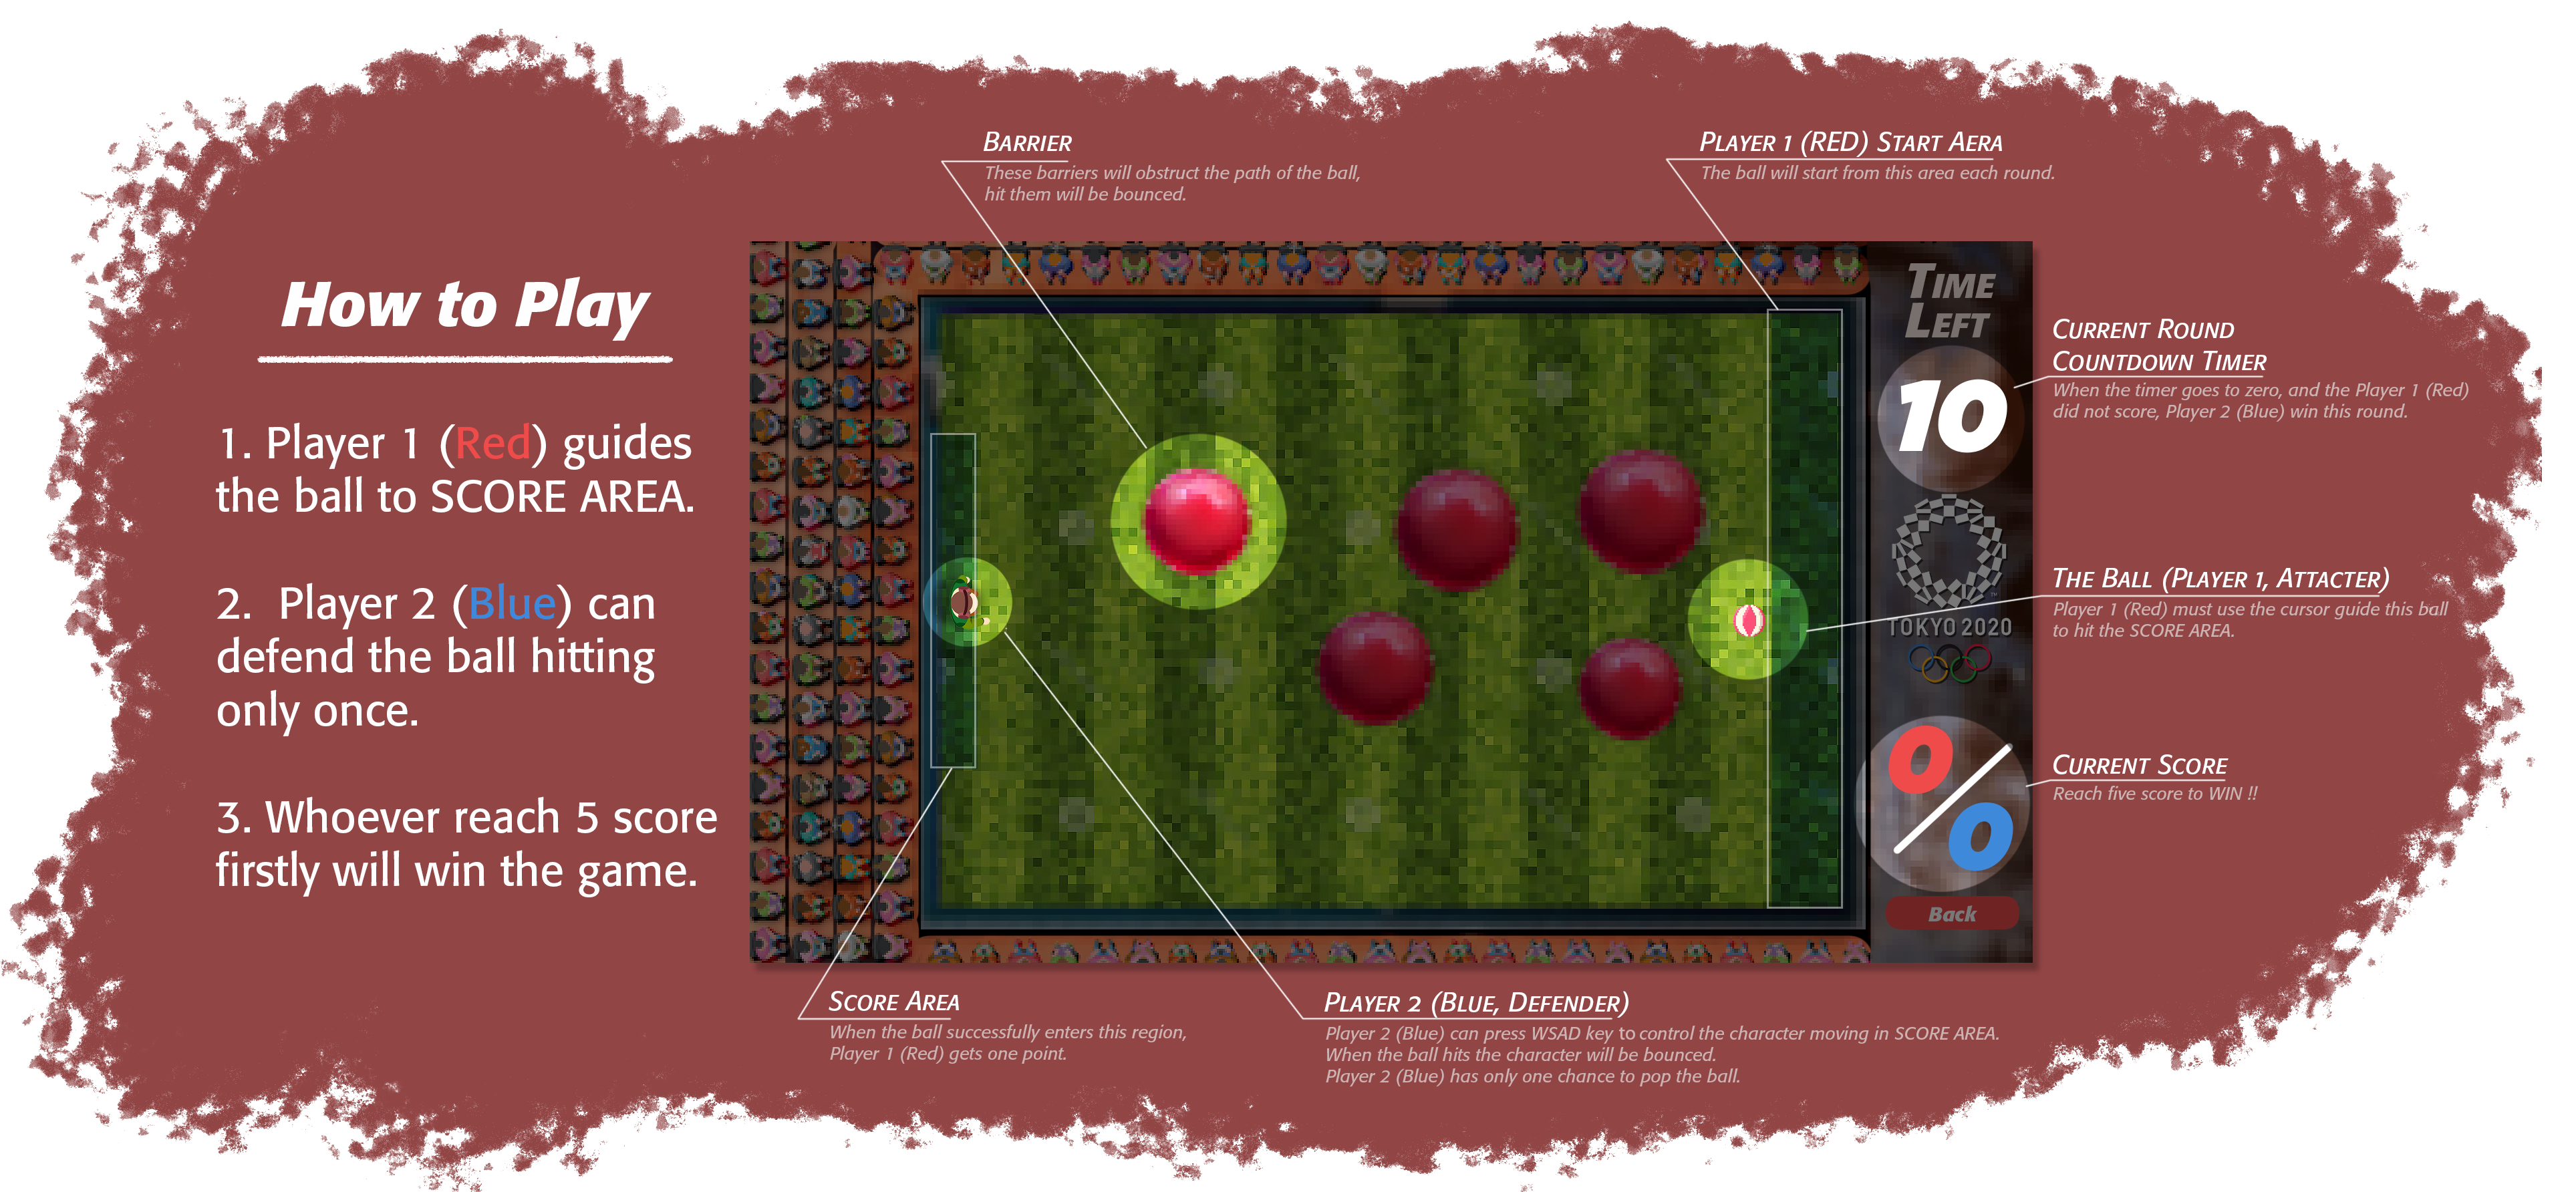 How to Play
1. Player 1 (Red) guides
the ball to SCORE AREA.
2. Player 2 (Blue) can
defend the ball hitting
only once.
3. Whoever reach 5 score
firstly will win the game.
BARRIER
These barriers will obstruct the path of the ball,
hit them will be bounced.
PLAYER 1 (RED) START AERA
The ball will start from this area each round.
TIME
LEFT
10
CURRENT ROUND
COUNTDOWN TIMER
When the timer goes to zero, and the Player 1 (Red)
did not score, Player 2 (Blue) win this round.
TM
TOKYO 2020
THE BALL (PLAYER 1, ATTACTER)
Player 1 (Red) must use the cursor guide this ball
to hit the SCORE AREA.
0/0
CURRENT SCORE
Reach five score to WIN !!
Back
SCORE AREA
When the ball successfully enters this region,
Player 1 (Red) gets one point.
PLAYER 2 (BLUE, DEFENDER)
Player 2 (Blue) can press WSAD key to control the character moving in SCORE AREA.
When the ball hits the character will be bounced.
Player 2 (Blue) has only one chance to pop the ball.